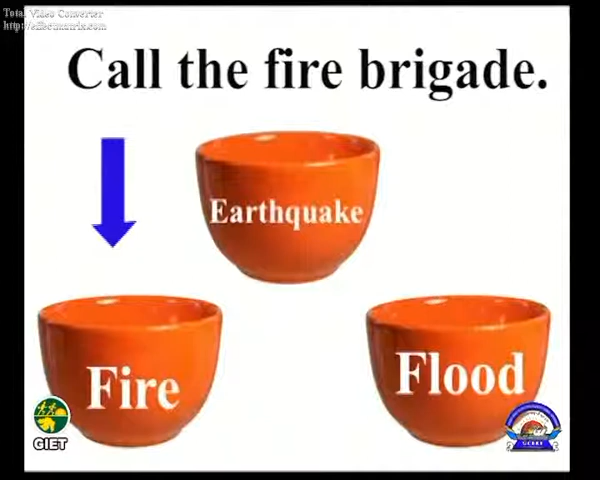 Total Video Converter
Call the fire brigade.
Earthquake
Fire
Flood
GIET